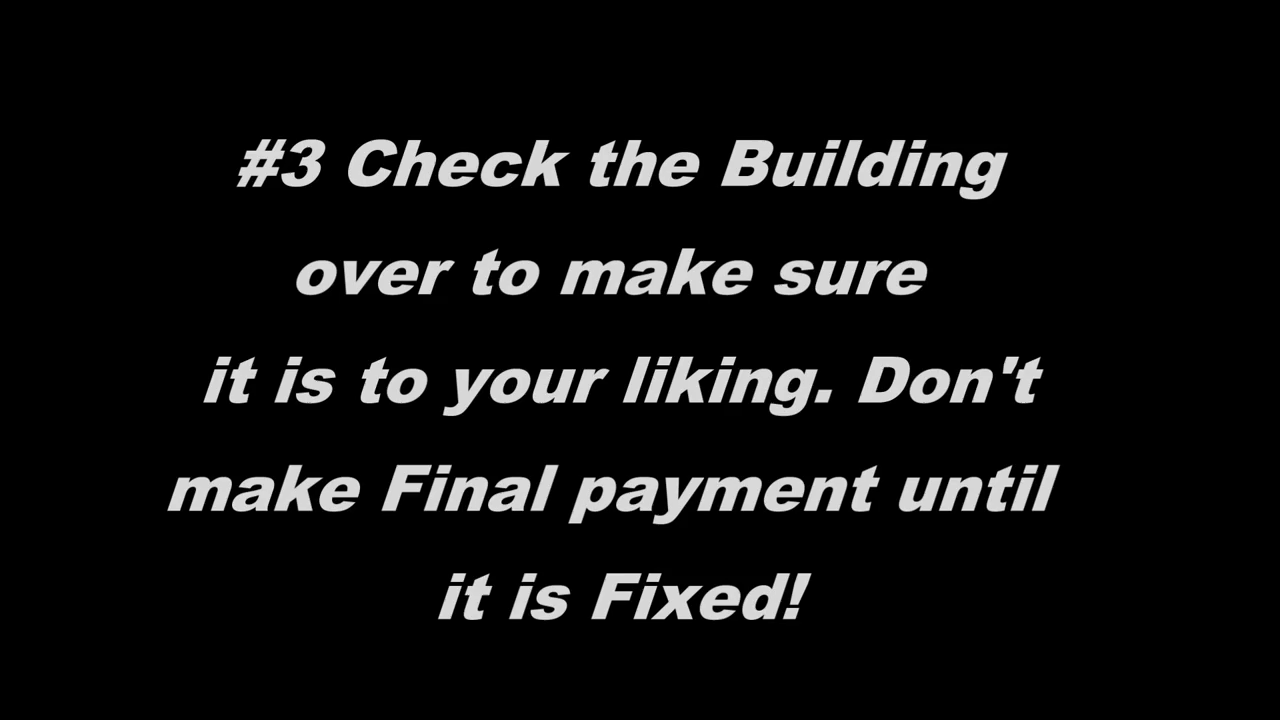 #3 Check the Building
over to make sure
it is to your liking. Don't
make Final payment until
it is Fixed!